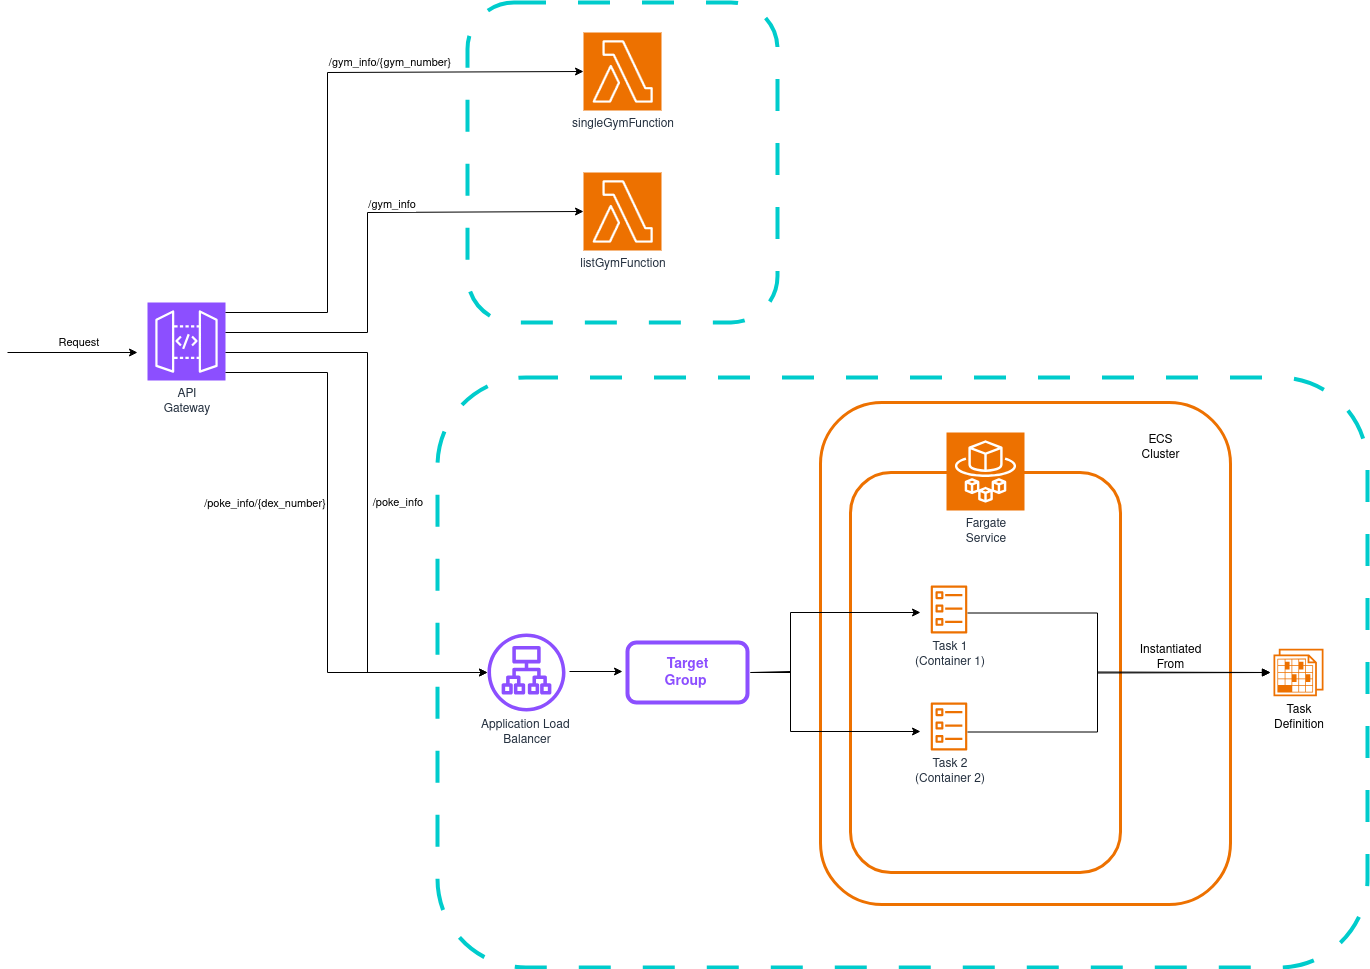 /gym_info/{gym_number}
singleGymFunction
/gym_info
listGymFunction
Request
API
Gateway
/poke_info/{dex_number}
/poke_info
ECS
Cluster
Fargate
Service
Task 1
(Container 1)
Instantiated
From
Target
Group
Application Load
Balancer
Task
Definition
Task 2
(Container 2)